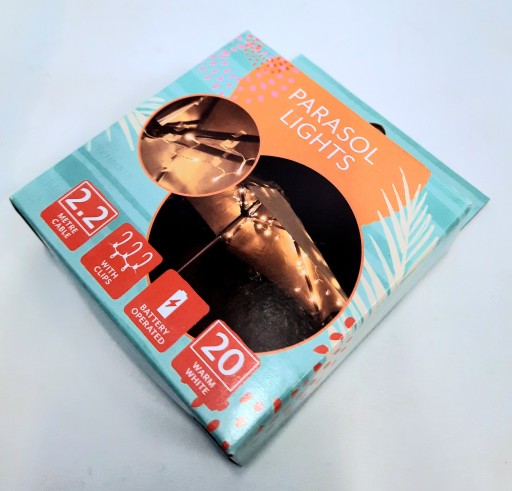 PARASOL
LIGHTS
2.2
METRE
CABLE
WITH
CLIPS
BATTERY
OPERATED
20
WARM
WHITE